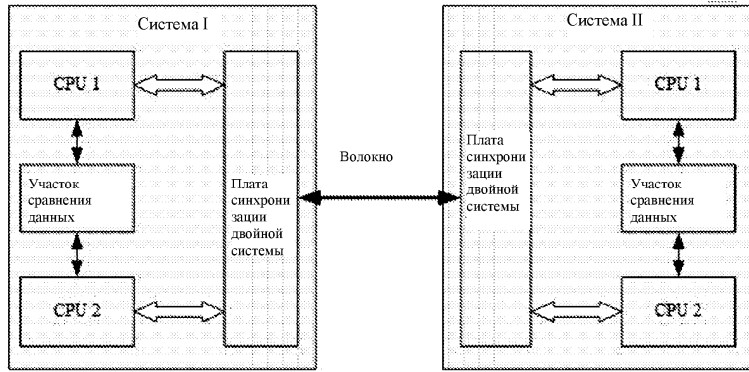 Система I
CPU 1
Участок
сравнения
данных
CPU 2
Плата
синхрони
зации
двойной
системы
Волокно
Система II
Плата
синхрони
зации
двойной
системы
CPU 1
Участок
сравнения
данных
CPU 2